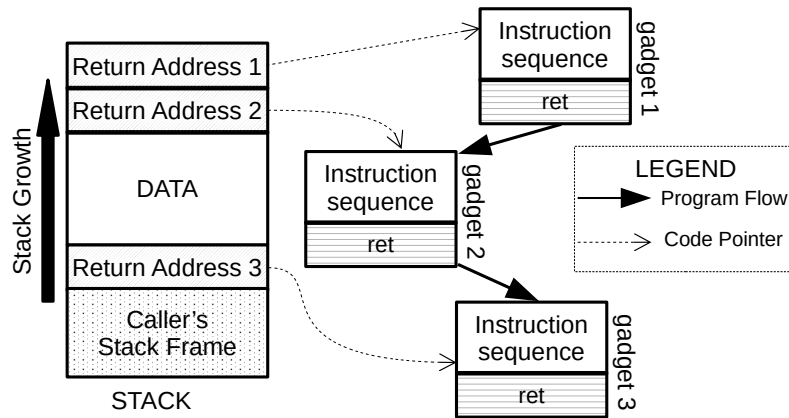 Return Address 1
Return Address 2
DATA
Return Address 3
Caller's
Stack Frame
STACK
Stack Growth
Instruction
sequence
ret
gadget 1
Instruction
sequence
ret
gadget 2
Instruction
sequence
ret
gadget 3
LEGEND
Program Flow
Code Pointer